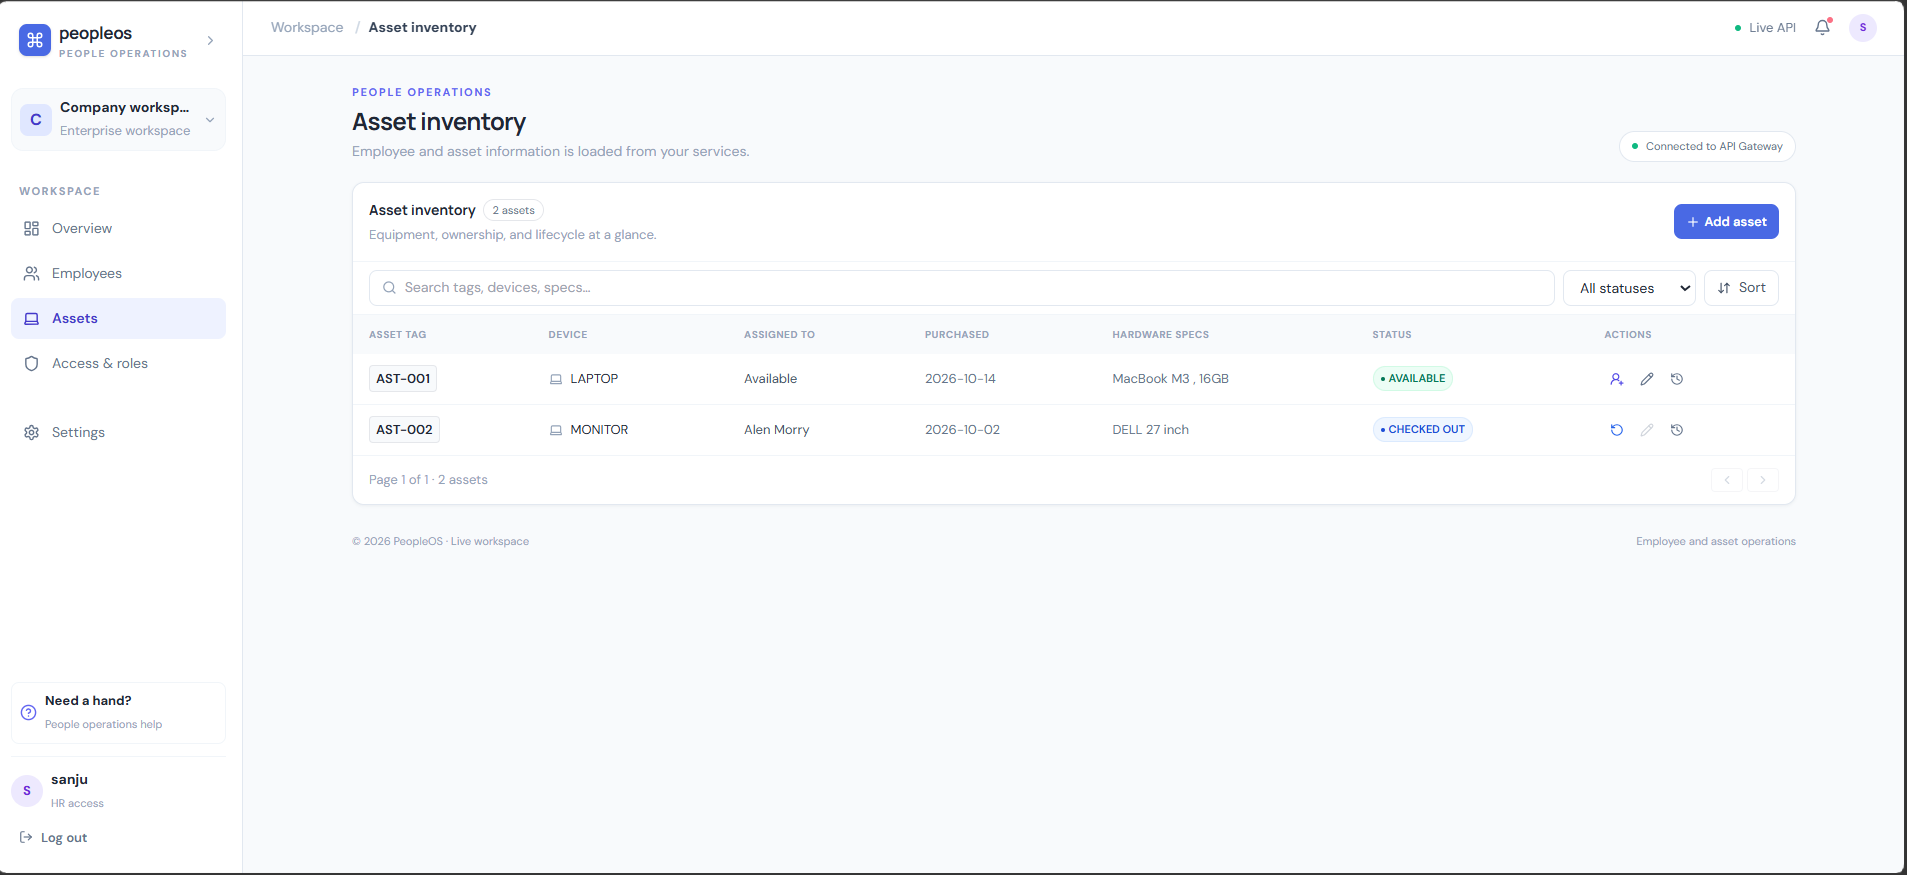 peopleos
PEOPLE OPERATIONS
C
Company worksp...
Enterprise workspace
WORKSPACE
Overview
Employees
Assets
Access & roles
Settings
Need a hand?
People operations help
S
sanju
HR access
Log out
Workspace / Asset inventory
Live API
S
PEOPLE OPERATIONS
Asset inventory
Employee and asset information is loaded from your services.
Connected to API Gateway
Asset inventory 2 assets
Equipment, ownership, and lifecycle at a glance.
+ Add asset
Search tags, devices, specs...
All statuses
Sort
ASSET TAG DEVICE ASSIGNED TO PURCHASED HARDWARE SPECS STATUS ACTIONS
AST-001 LAPTOP Available 2026-10-14 MacBook M3 , 16GB AVAILABLE
AST-002 MONITOR Alen Morry 2026-10-02 DELL 27 inch CHECKED OUT
Page 1 of 1 · 2 assets
© 2026 PeopleOS · Live workspace
Employee and asset operations